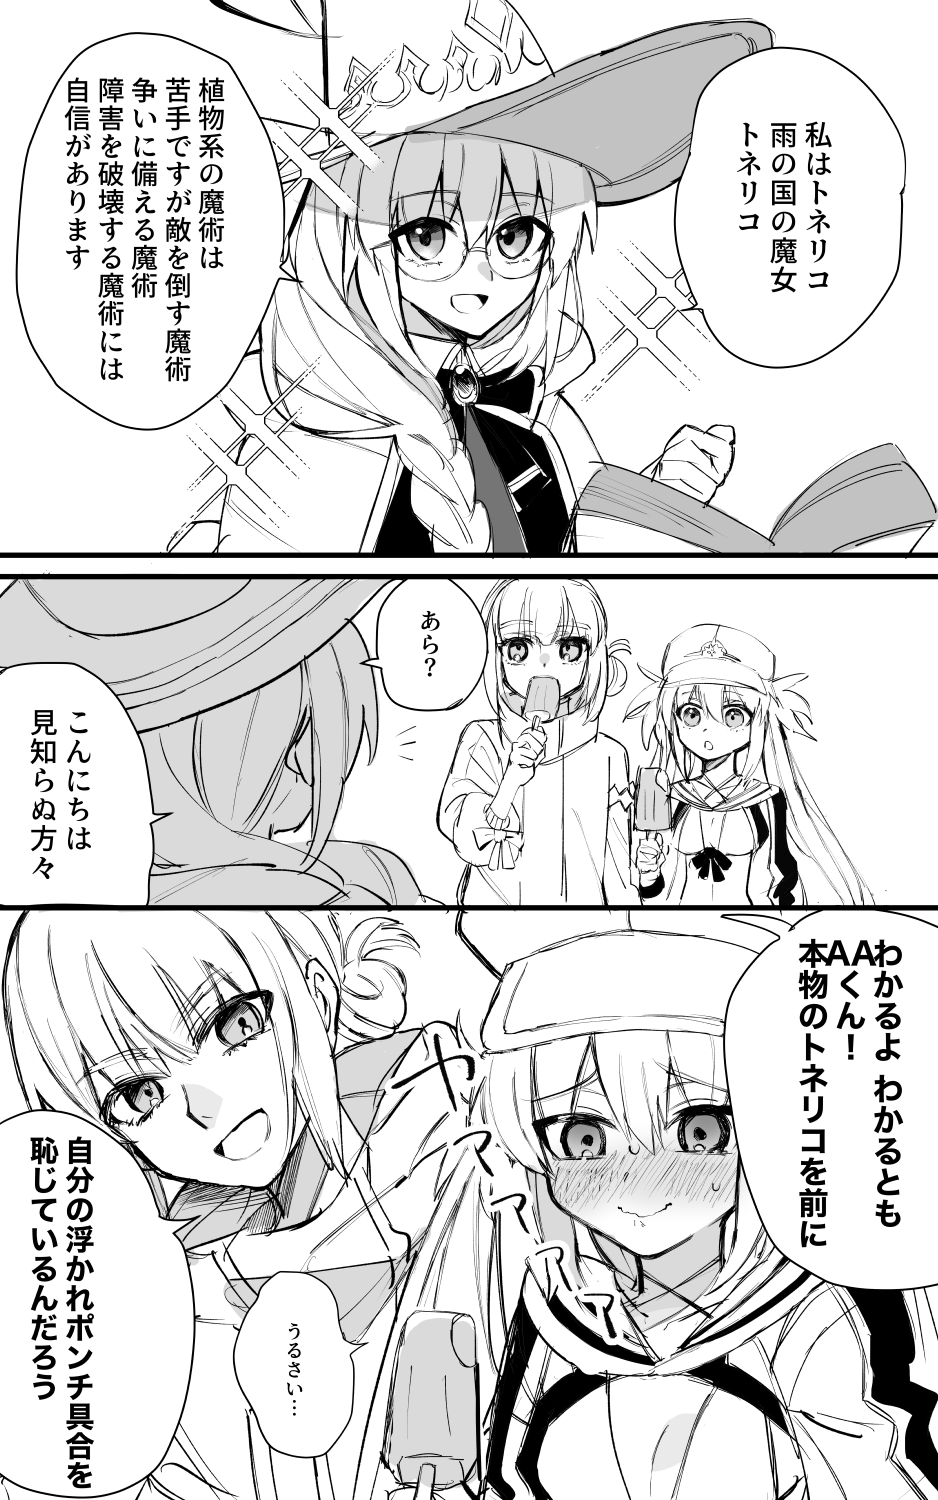 私はトネリコ
雨の国の魔女
トネリコ
植物系の魔術は
苦手ですが敵を倒す魔術
争いに備える魔術
障害を破壊する魔術には
自信があります
あら？
こんにちは
見知らぬ方々
わかるよ わかるとも
AAくん！
本物のトネリコを前に
自分の浮かれポンチ具合を
恥じているんだろう
うるさい…
ヤマァァァァ